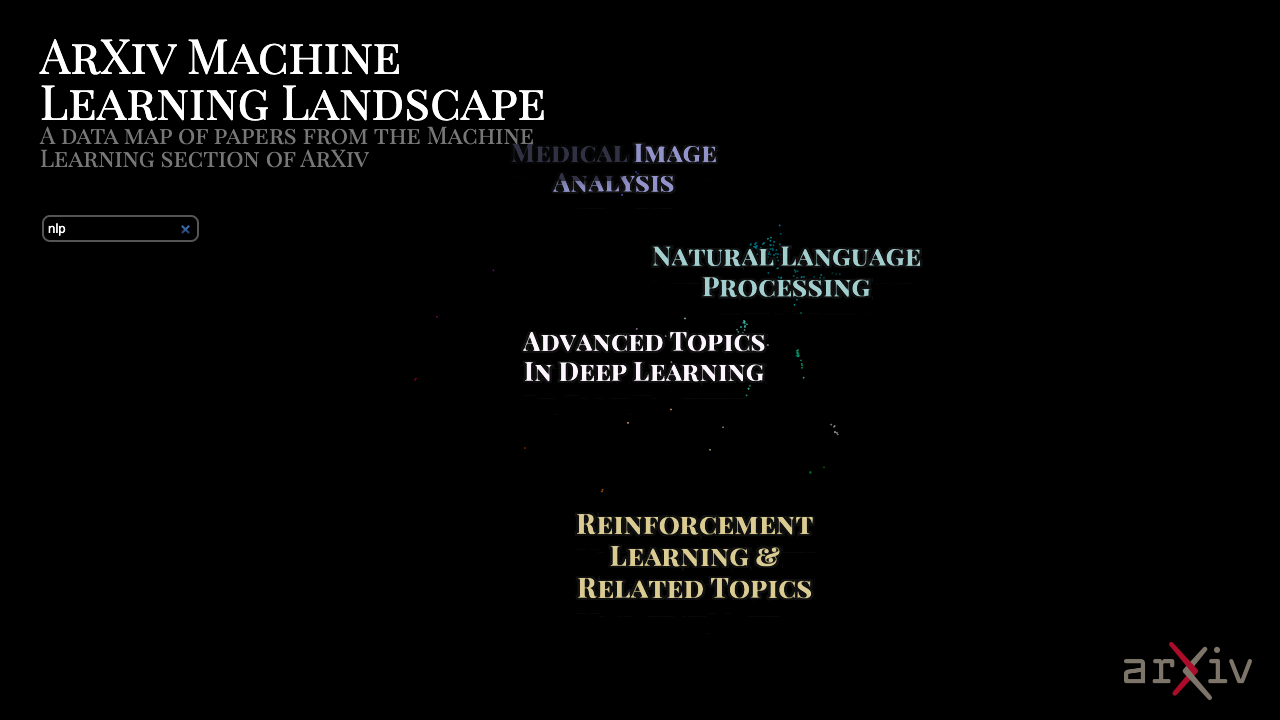 ArXiv Machine
Learning Landscape
A data map of papers from the Machine
Learning section of ArXiv
nlp
Medical Image
Analysis
Natural Language
Processing
Advanced Topics
In Deep Learning
Reinforcement
Learning &
Related Topics
arXiv